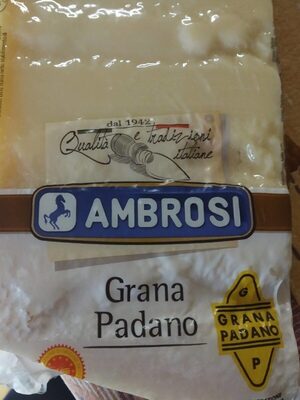 dal 1942
Qualità e tradizioni
italiane
AMBROSI
Grana
Padano
G
GRANA
PADANO
P